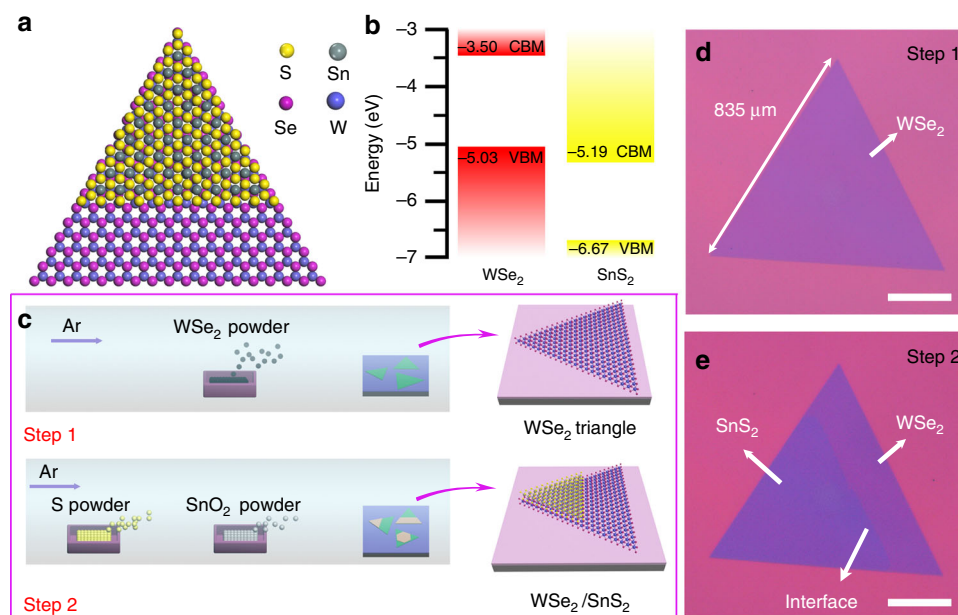 a
S
Sn
Se
W
b
Energy (eV)
−3
−4
−5
−6
−7
−3.50 CBM
−5.03 VBM
−5.19 CBM
−6.67 VBM
WSe₂
SnS₂
c
Ar
WSe₂ powder
Step 1
WSe₂ triangle
Ar
S powder
SnO₂ powder
Step 2
WSe₂/SnS₂
d
Step 1
835 μm
WSe₂
e
Step 2
SnS₂
WSe₂
Interface